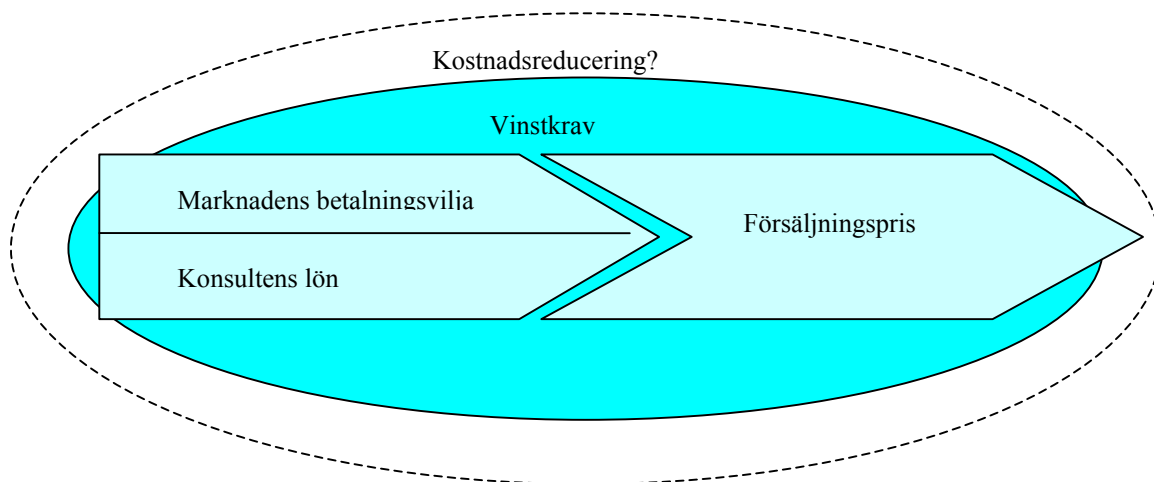 Kostnadsreducering?
Vinstkrav
Marknadens betalningsvilja
Försäljningspris
Konsultens lön